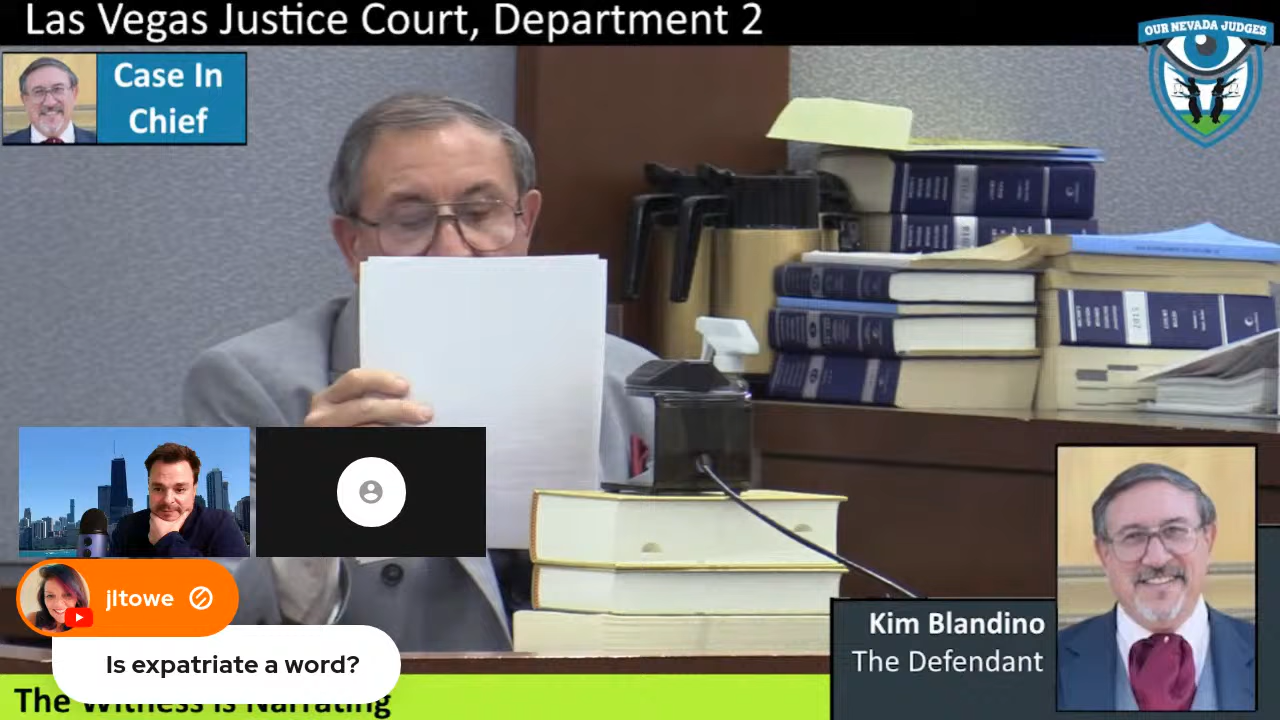 Las Vegas Justice Court, Department 2
OUR NEVADA JUDGES
Case In
Chief
2015
jltowe
Is expatriate a word?
The Witness is Narrating
Kim Blandino
The Defendant